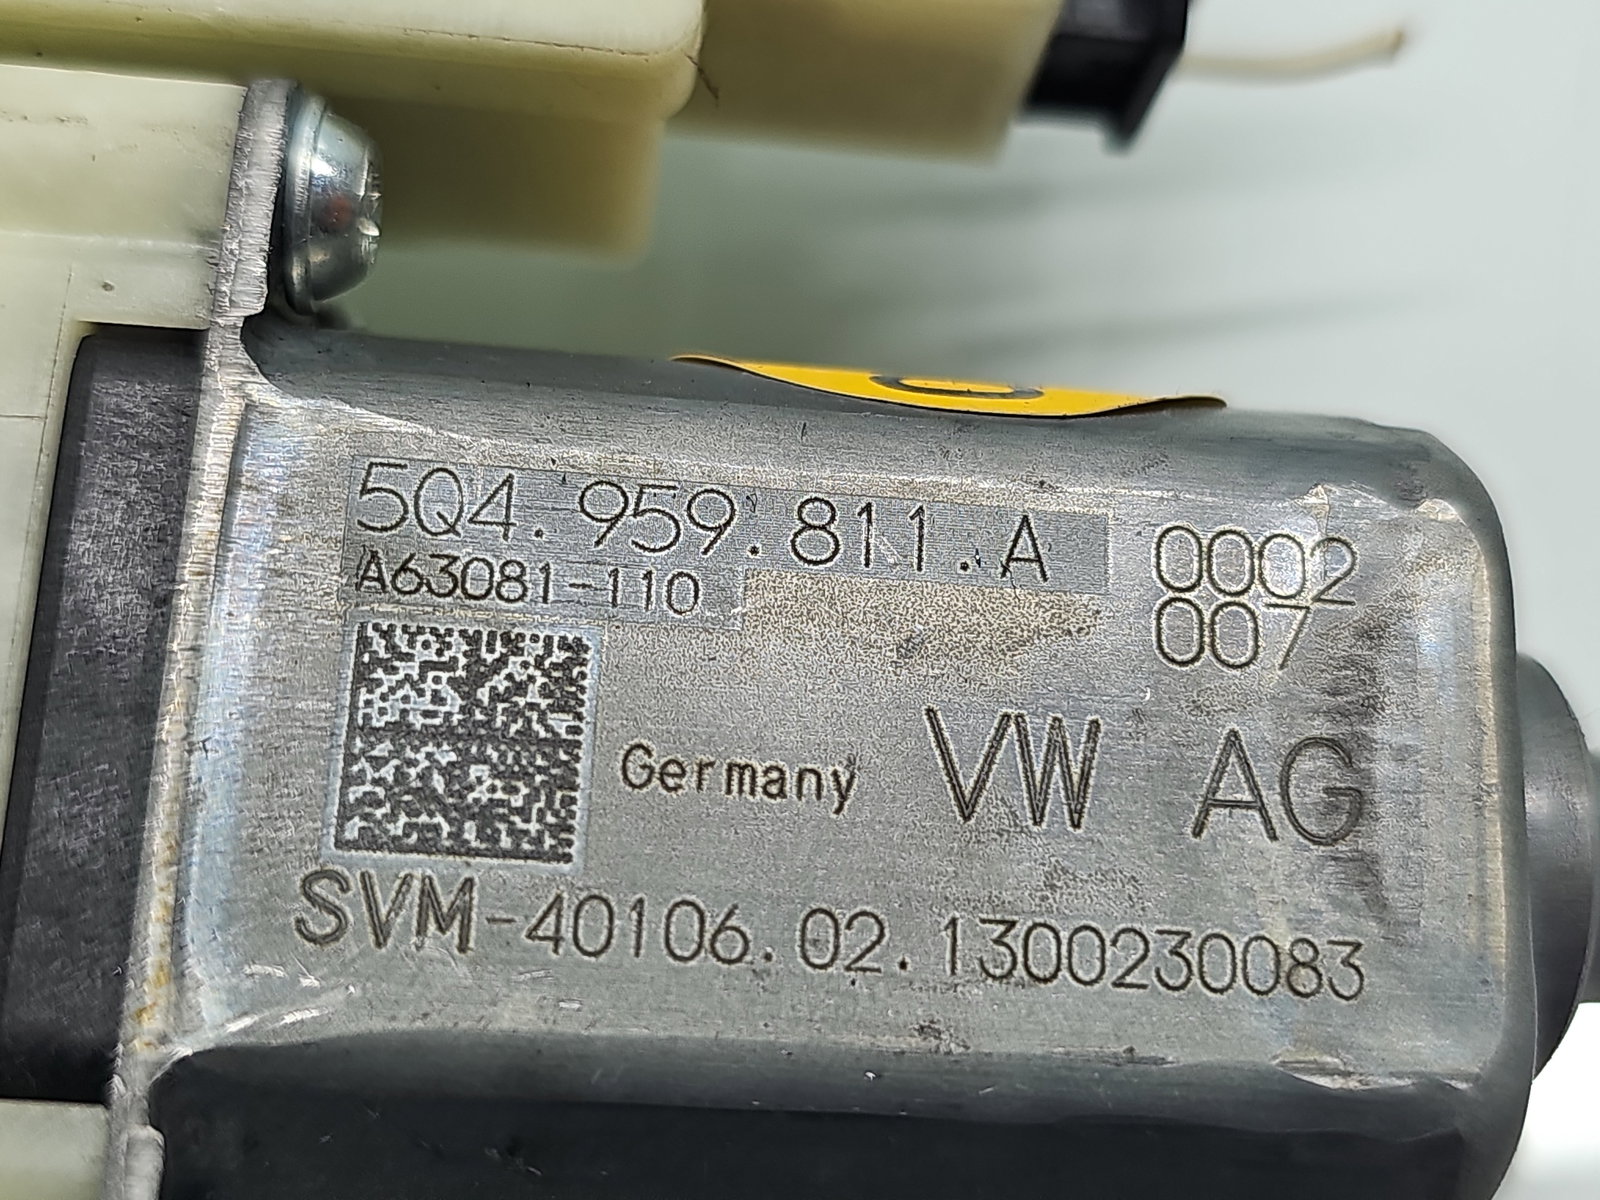 5Q4.959.811.A
A63081-110
0002
007
Germany
VW AG
SVM-40106.02.1300230083